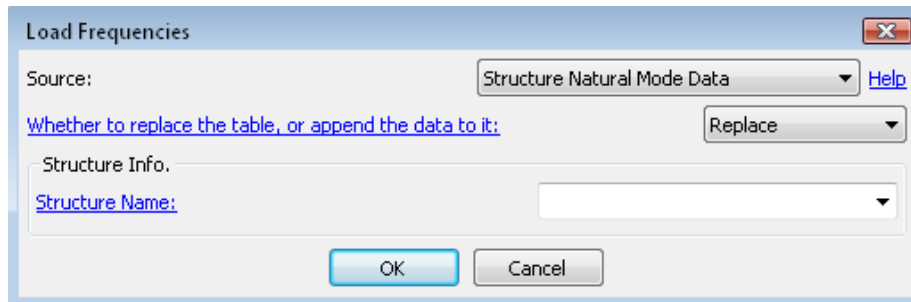 Load Frequencies
Source: Structure Natural Mode Data Help
Whether to replace the table, or append the data to it: Replace
Structure Info.
Structure Name:
OK Cancel